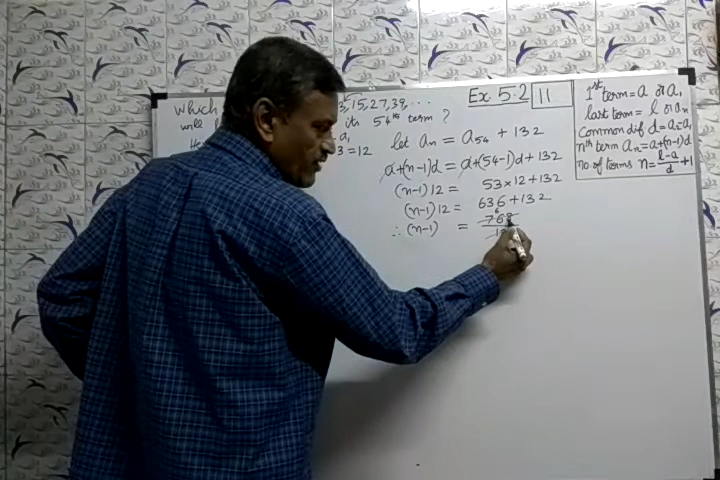 Which 3, 15, 27, 39, ...
will its 54th term ?
Ex 5.2 11
a₁
3 = 12
let aₙ = a₅₄ + 132
a+(n-1)d = a+(54-1)d+132
(n-1)12 = 53×12+132
(n-1)12 = 636+132
∴ (n-1) = 768
1st term = a or a₁
last term = l or aₙ
common dif d = a₂-a₁
nth term aₙ = a+(n-1)d
no. of terms n = (l-a)/d + 1